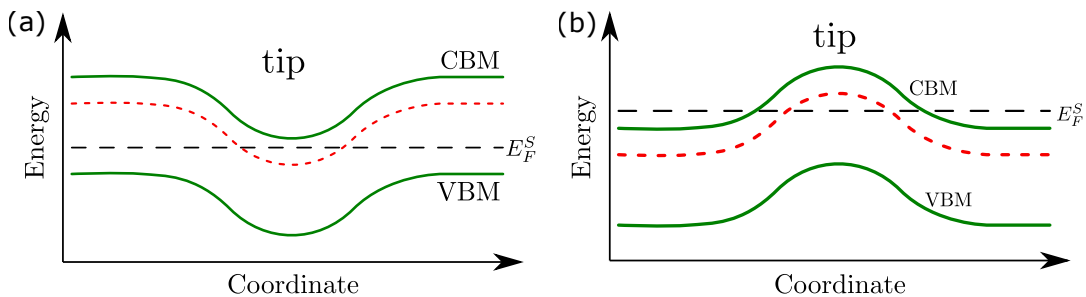 (a)
tip
CBM
E_F^S
VBM
Energy
Coordinate
(b)
tip
CBM
E_F^S
VBM
Energy
Coordinate